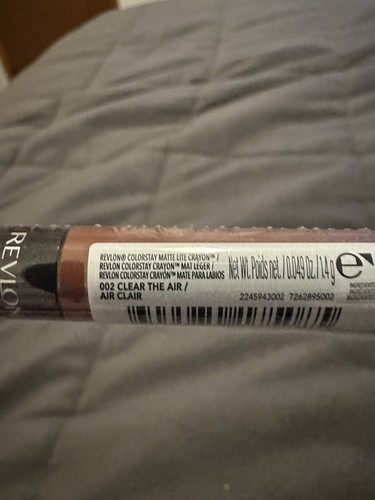 REVLON
REVLON® COLORSTAY MATTE LITE CRAYON™ /
REVLON COLORSTAY CRAYON™ MAT LÉGER /
REVLON COLORSTAY CRAYON™ MATE PARA LABIOS
002 CLEAR THE AIR /
AIR CLAIR
Net Wt. Poids net. / 0.049 Oz. / 1.4 g e
2245943002 7262895002